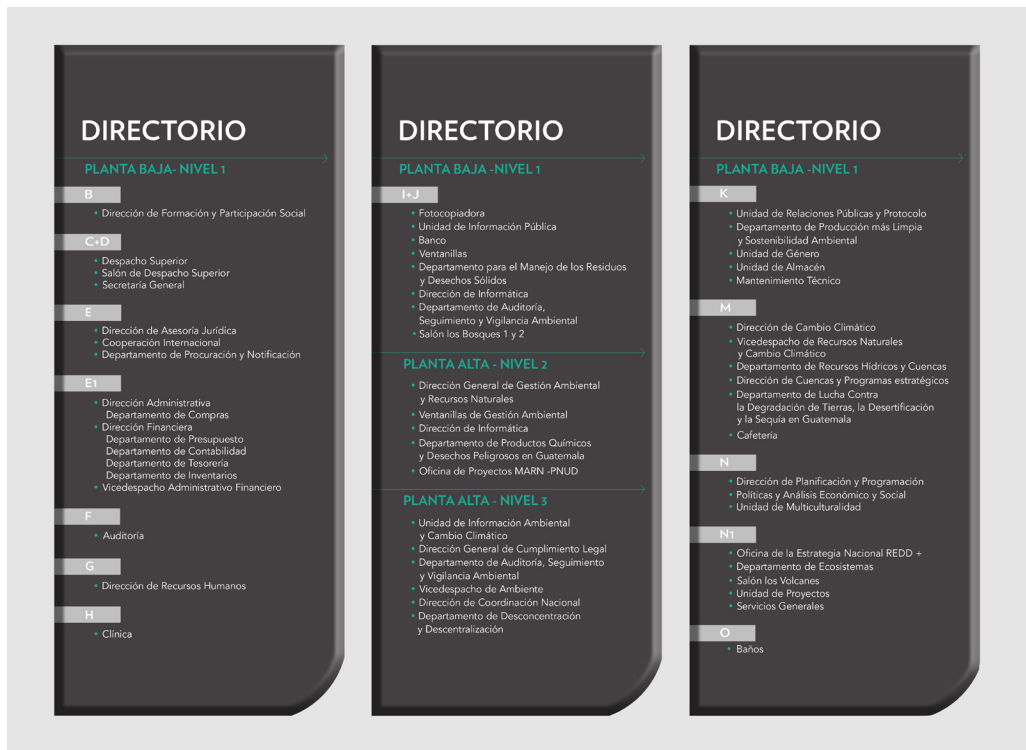 DIRECTORIO
PLANTA BAJA- NIVEL 1
B
• Dirección de Formación y Participación Social
C+D
• Despacho Superior
• Salón de Despacho Superior
• Secretaría General
E
• Dirección de Asesoría Jurídica
• Cooperación Internacional
• Departamento de Procuración y Notificación
E1
• Dirección Administrativa
Departamento de Compras
• Dirección Financiera
Departamento de Presupuesto
Departamento de Contabilidad
Departamento de Tesorería
Departamento de Inventarios
• Vicedespacho Administrativo Financiero
F
• Auditoría
G
• Dirección de Recursos Humanos
H
• Clínica
DIRECTORIO
PLANTA BAJA -NIVEL 1
I+J
• Fotocopiadora
• Unidad de Información Pública
• Banco
• Ventanillas
• Departamento para el Manejo de los Residuos
y Desechos Sólidos
• Dirección de Informática
• Departamento de Auditoría,
Seguimiento y Vigilancia Ambiental
• Salón los Bosques 1 y 2
PLANTA ALTA - NIVEL 2
• Dirección General de Gestión Ambiental
y Recursos Naturales
• Ventanillas de Gestión Ambiental
• Dirección de Informática
• Departamento de Productos Químicos
y Desechos Peligrosos en Guatemala
• Oficina de Proyectos MARN -PNUD
PLANTA ALTA - NIVEL 3
• Unidad de Información Ambiental
y Cambio Climático
• Dirección General de Cumplimiento Legal
• Departamento de Auditoría, Seguimiento
y Vigilancia Ambiental
• Vicedespacho de Ambiente
• Dirección de Coordinación Nacional
• Departamento de Desconcentración
y Descentralización
DIRECTORIO
PLANTA BAJA -NIVEL 1
K
• Unidad de Relaciones Públicas y Protocolo
• Departamento de Producción más Limpia
y Sostenibilidad Ambiental
• Unidad de Género
• Unidad de Almacén
• Mantenimiento Técnico
M
• Dirección de Cambio Climático
• Vicedespacho de Recursos Naturales
y Cambio Climático
• Departamento de Recursos Hídricos y Cuencas
• Dirección de Cuencas y Programas estratégicos
• Departamento de Lucha Contra
la Degradación de Tierras, la Desertificación
y la Sequía en Guatemala
• Cafetería
N
• Dirección de Planificación y Programación
• Políticas y Análisis Económico y Social
• Unidad de Multiculturalidad
N1
• Oficina de la Estrategia Nacional REDD +
• Departamento de Ecosistemas
• Salón los Volcanes
• Unidad de Proyectos
• Servicios Generales
O
• Baños